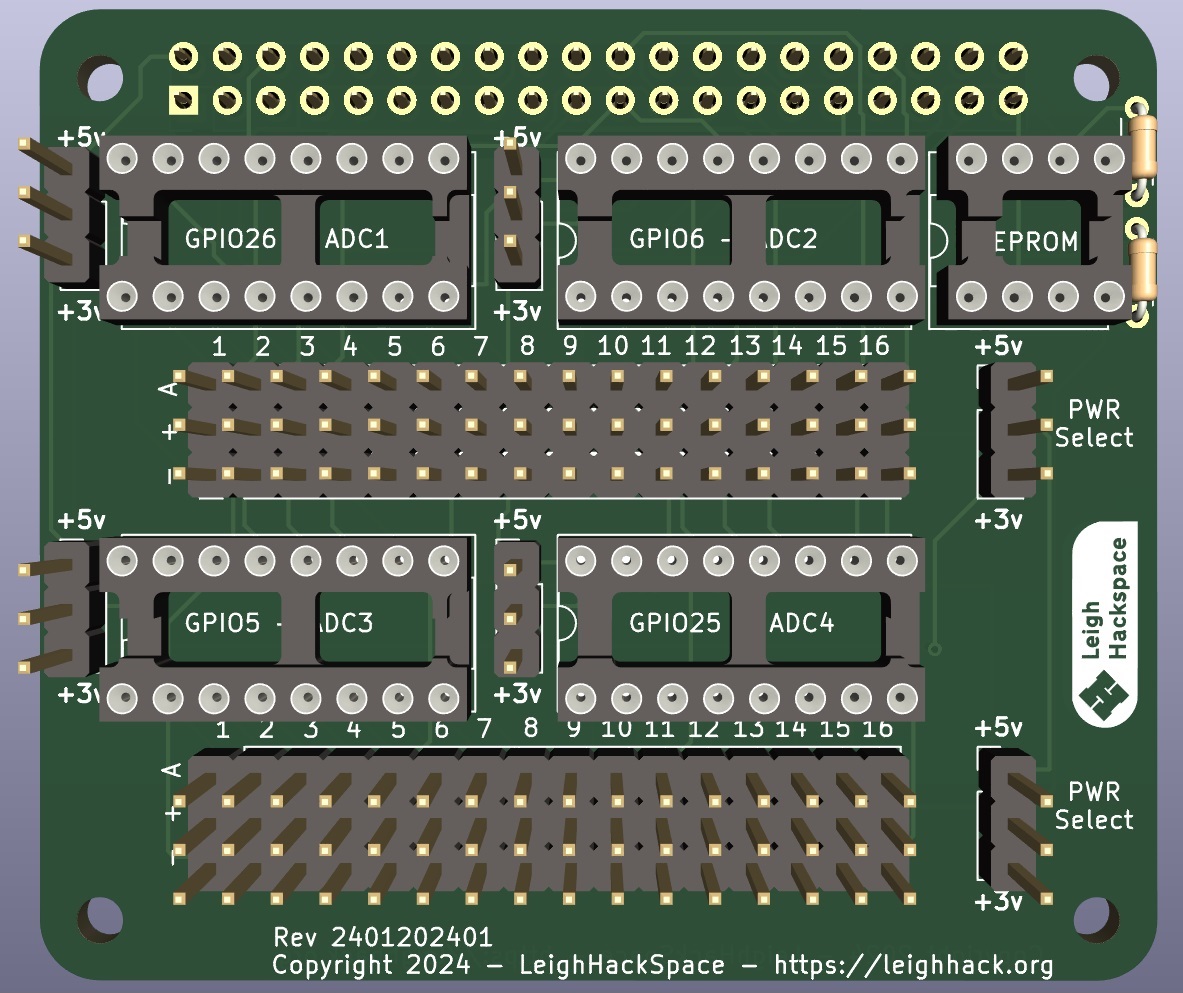 +5v +5v
GPIO26 ADC1 GPIO6 - ADC2 EPROM
+3v +3v
1 2 3 4 5 6 7 8 9 10 11 12 13 14 15 16 +5v
A
+
-
PWR
Select
+5v +5v +3v
GPIO5 - ADC3 GPIO25 ADC4
+3v +3v
Leigh
Hackspace
1 2 3 4 5 6 7 8 9 10 11 12 13 14 15 16 +5v
A
+
-
PWR
Select
+3v
Rev 2401202401
Copyright 2024 - LeighHackSpace - https://leighhack.org